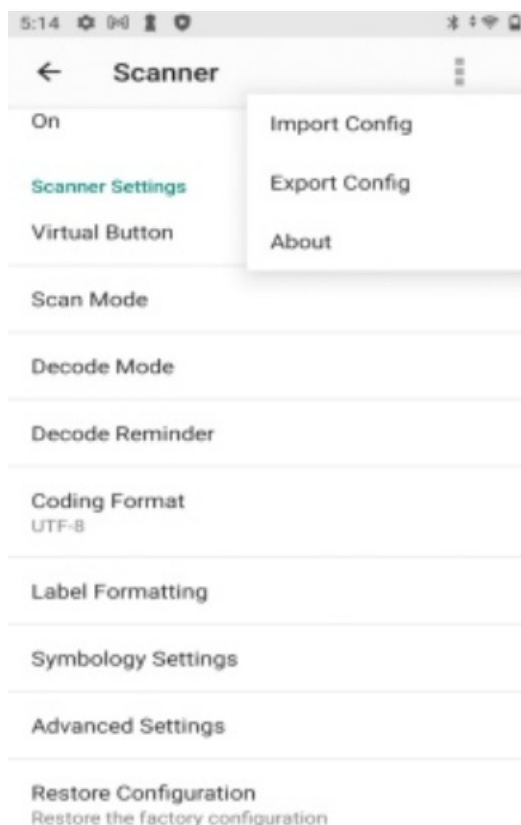 5:14
Scanner
On
Import Config
Export Config
About
Scanner Settings
Virtual Button
Scan Mode
Decode Mode
Decode Reminder
Coding Format
UTF-8
Label Formatting
Symbology Settings
Advanced Settings
Restore Configuration
Restore the factory configuration